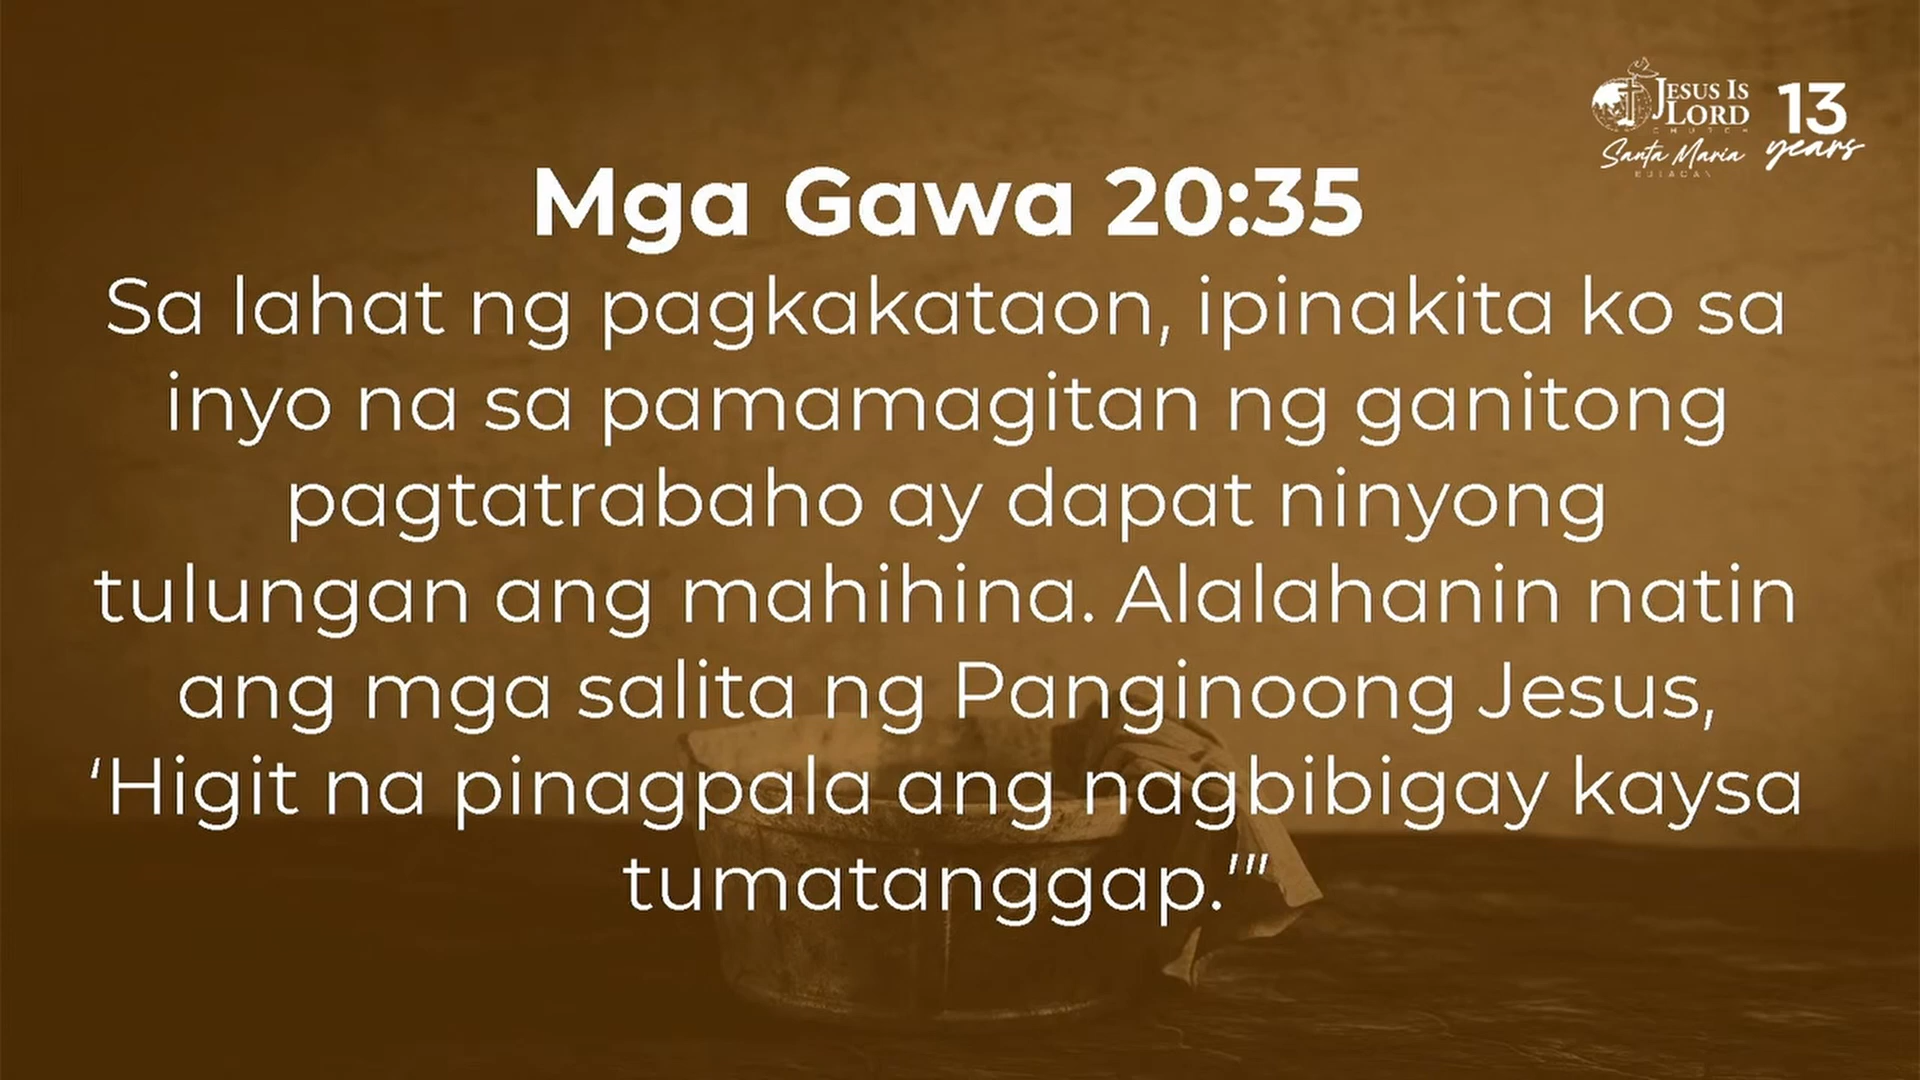 JESUS IS
LORD
CHURCH
Santa Maria
BULACAN
13
years
Mga Gawa 20:35
Sa lahat ng pagkakataon, ipinakita ko sa
inyo na sa pamamagitan ng ganitong
pagtatrabaho ay dapat ninyong
tulungan ang mahihina. Alalahanin natin
ang mga salita ng Panginoong Jesus,
‘Higit na pinagpala ang nagbibigay kaysa
tumatanggap.’”